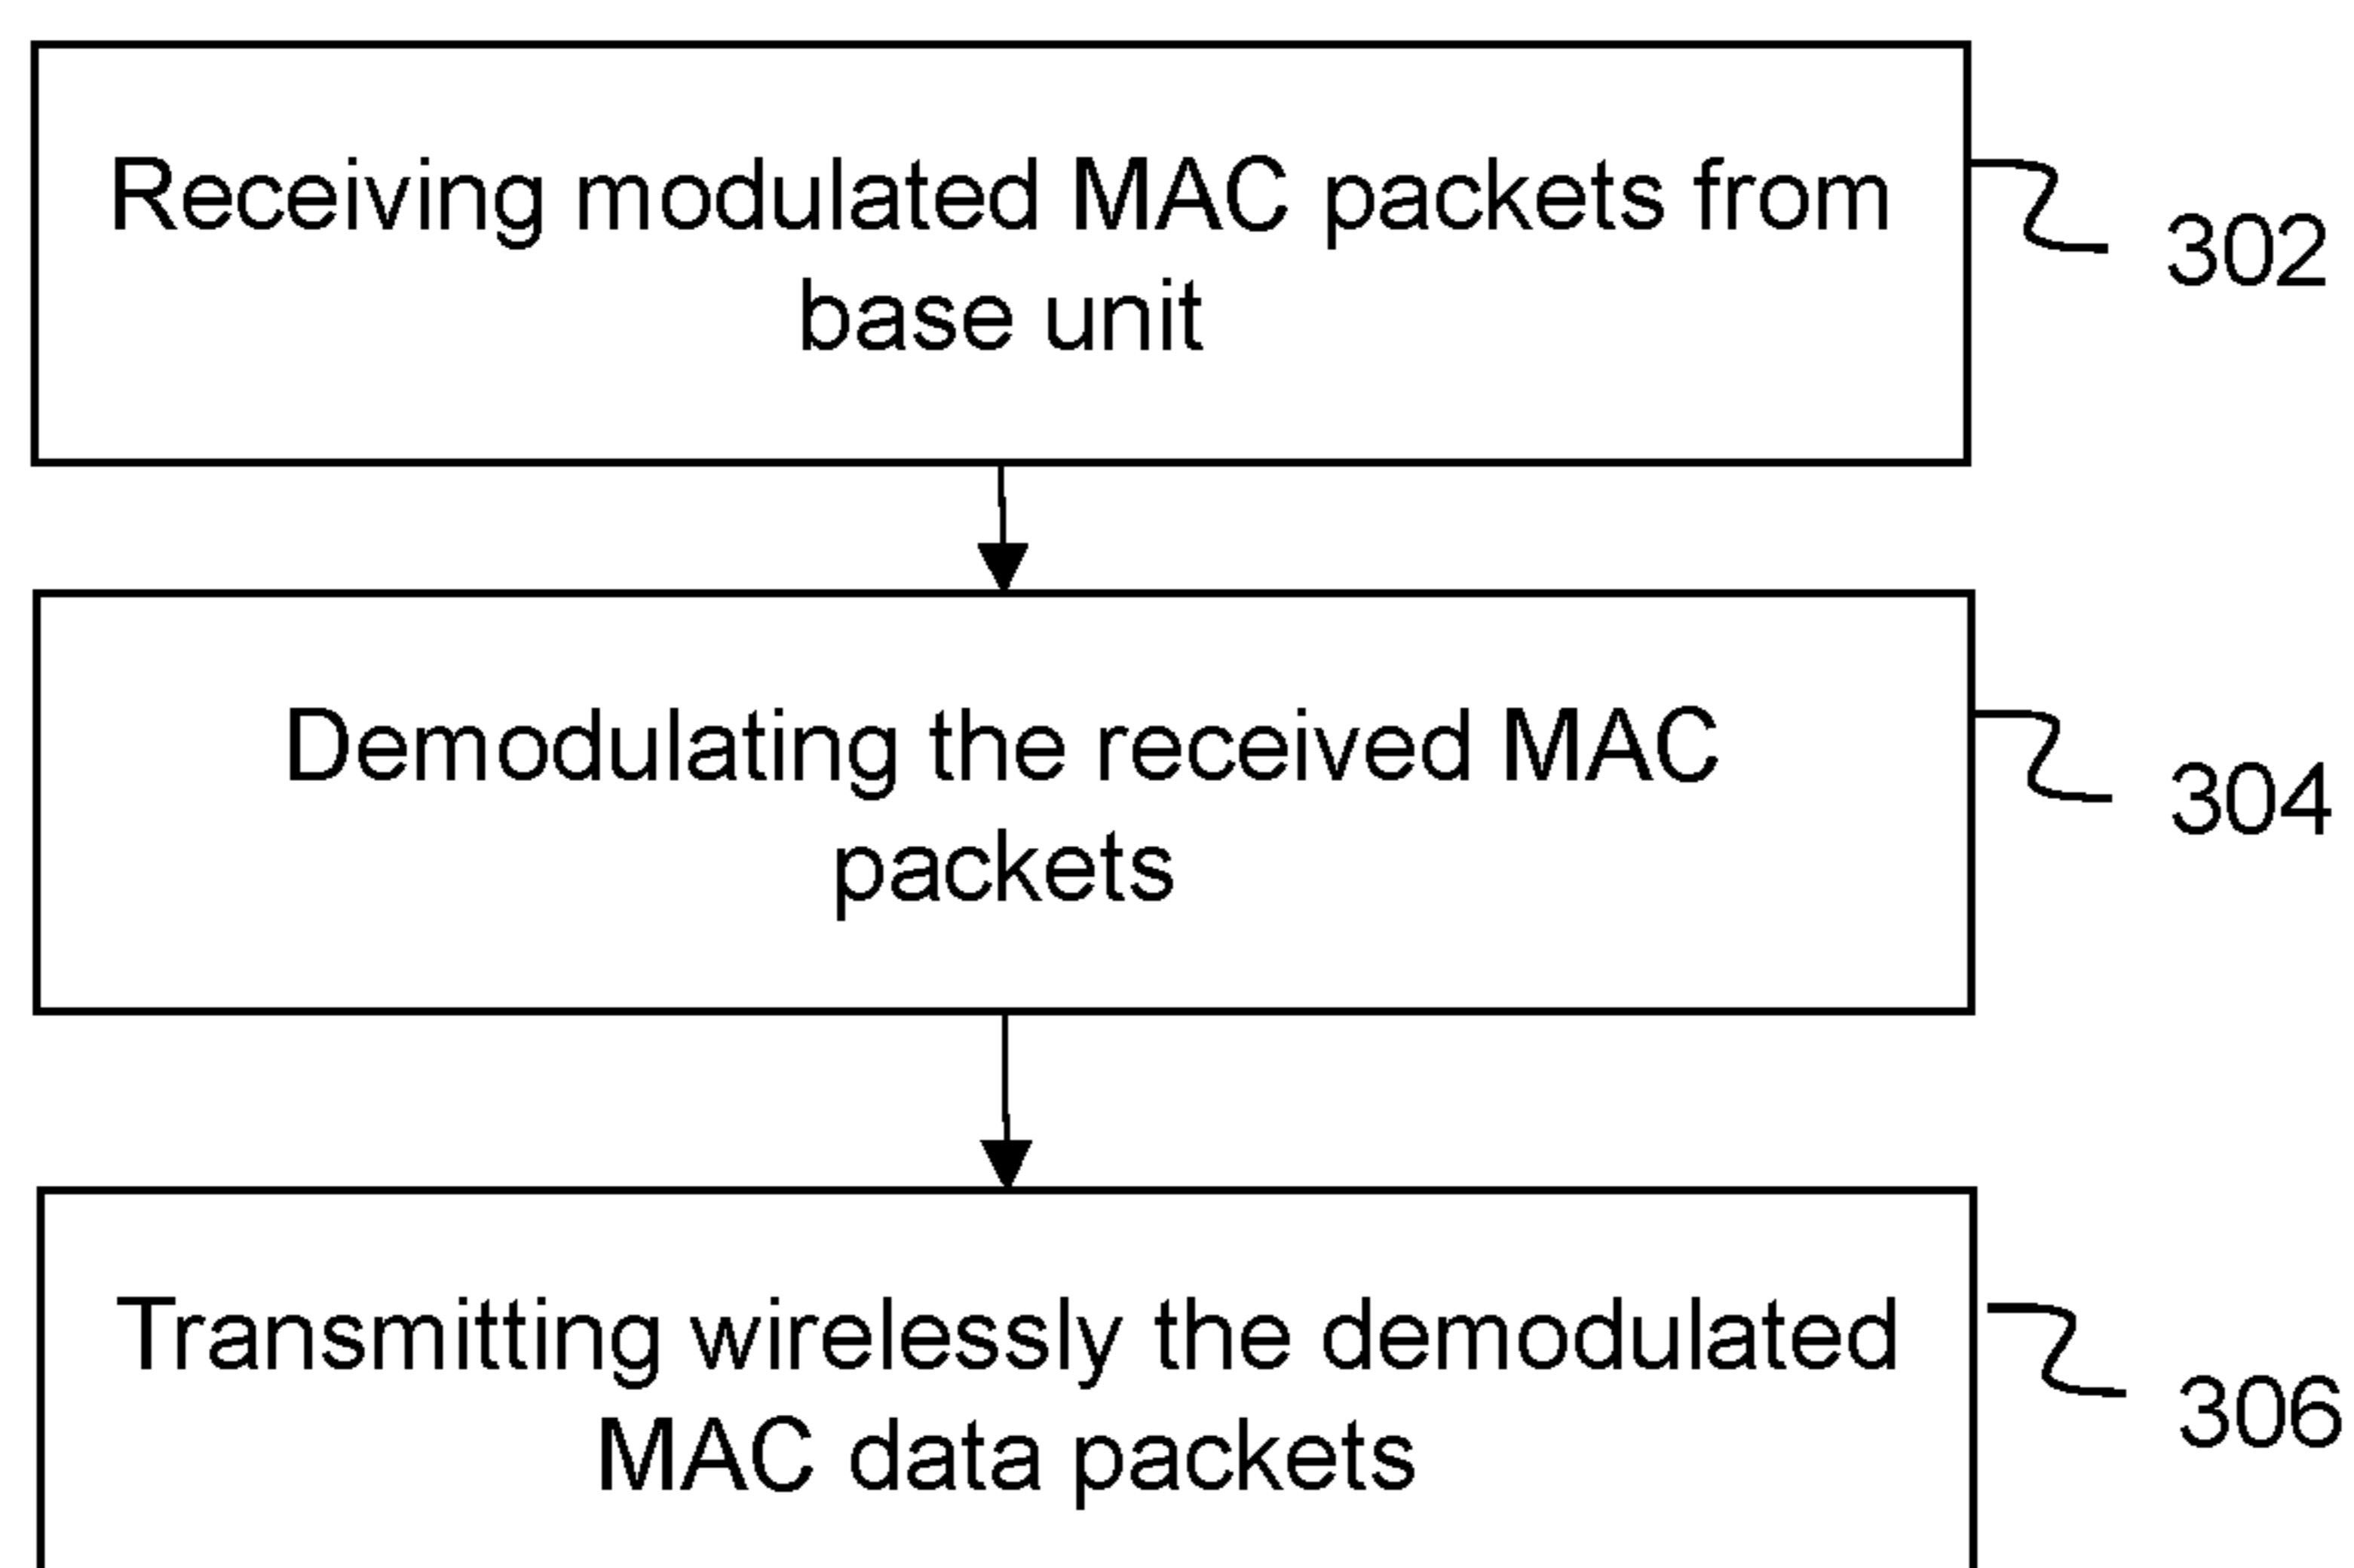 Receiving modulated MAC packets from
base unit
302
Demodulating the received MAC
packets
304
Transmitting wirelessly the demodulated
MAC data packets
306